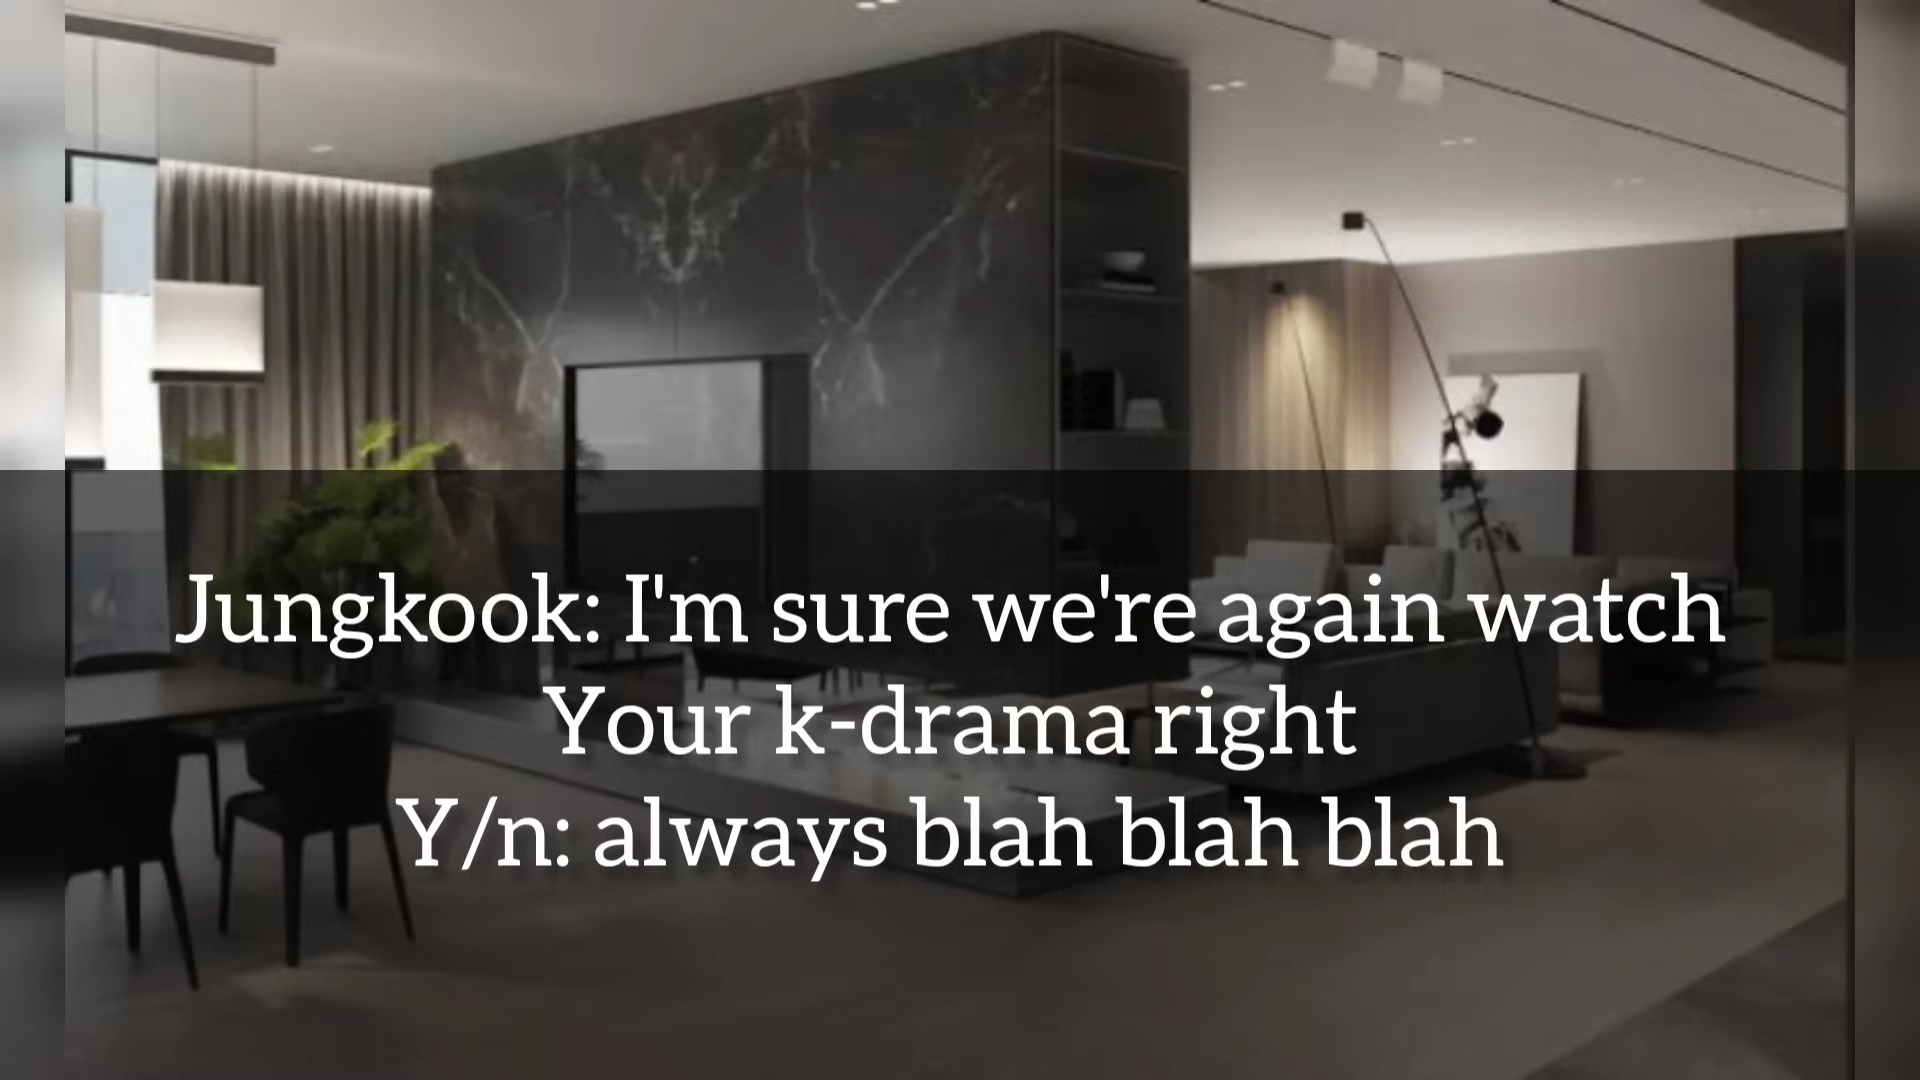 Jungkook: I'm sure we're again watch
Your k-drama right
Y/n: always blah blah blah